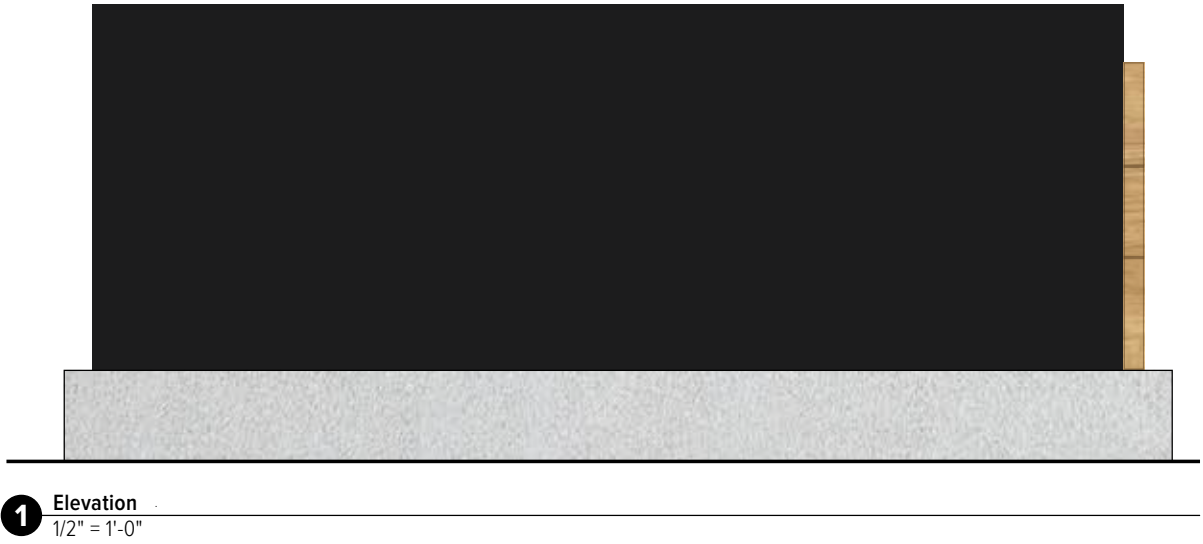 1
Elevation
1/2" = 1'-0"